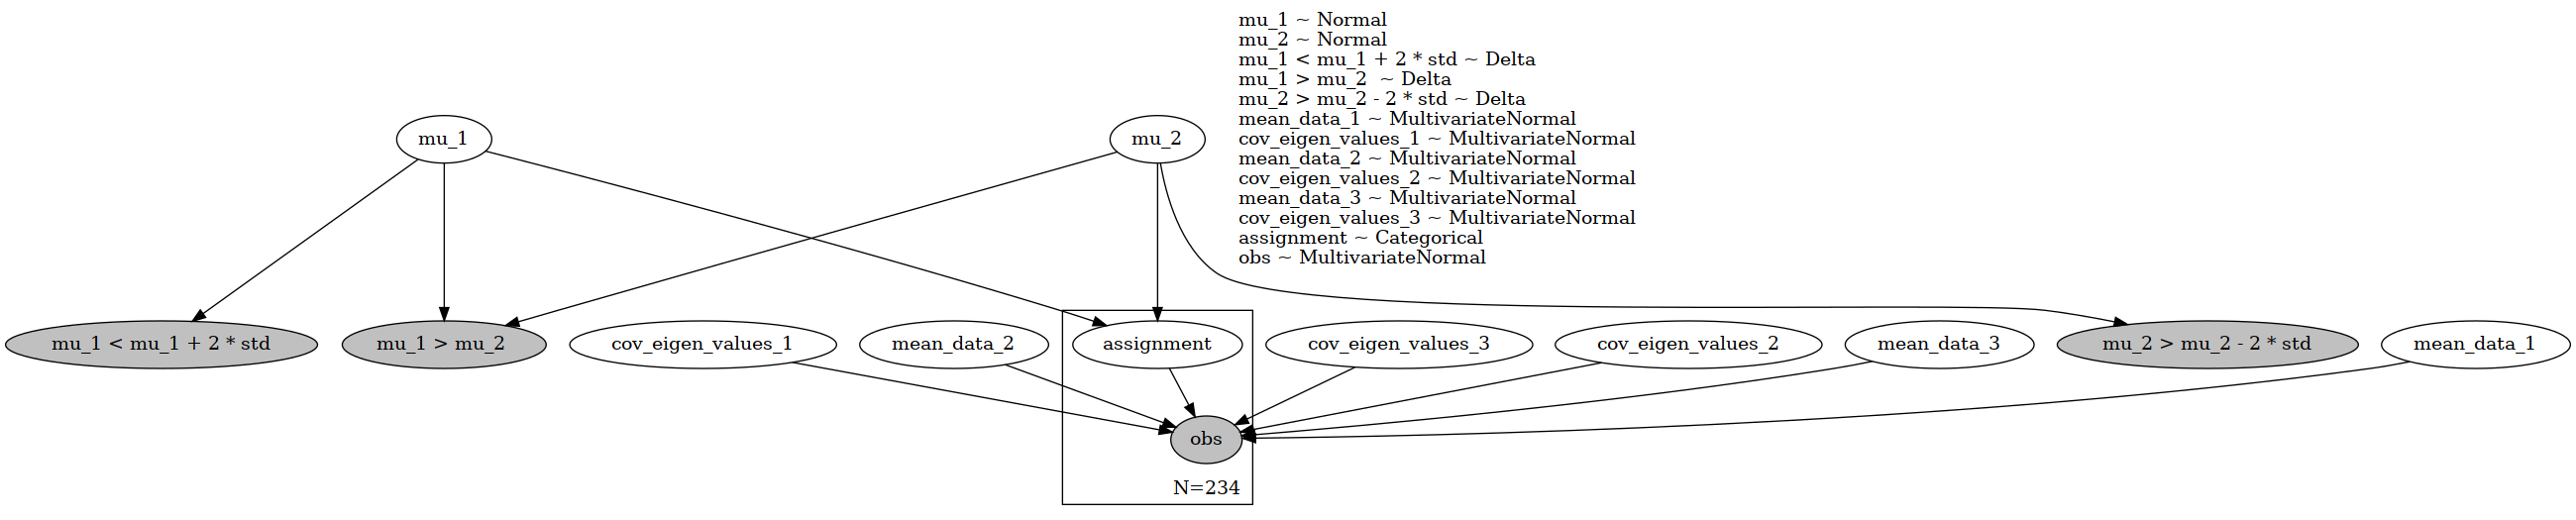 mu_1 ~ Normal
mu_2 ~ Normal
mu_1 < mu_1 + 2 * std ~ Delta
mu_1 > mu_2  ~ Delta
mu_2 > mu_2 - 2 * std ~ Delta
mean_data_1 ~ MultivariateNormal
cov_eigen_values_1 ~ MultivariateNormal
mean_data_2 ~ MultivariateNormal
cov_eigen_values_2 ~ MultivariateNormal
mean_data_3 ~ MultivariateNormal
cov_eigen_values_3 ~ MultivariateNormal
assignment ~ Categorical
obs ~ MultivariateNormal
mu_1
mu_2
mu_1 < mu_1 + 2 * std
mu_1 > mu_2
cov_eigen_values_1
mean_data_2
assignment
cov_eigen_values_3
cov_eigen_values_2
mean_data_3
mu_2 > mu_2 - 2 * std
mean_data_1
obs
N=234